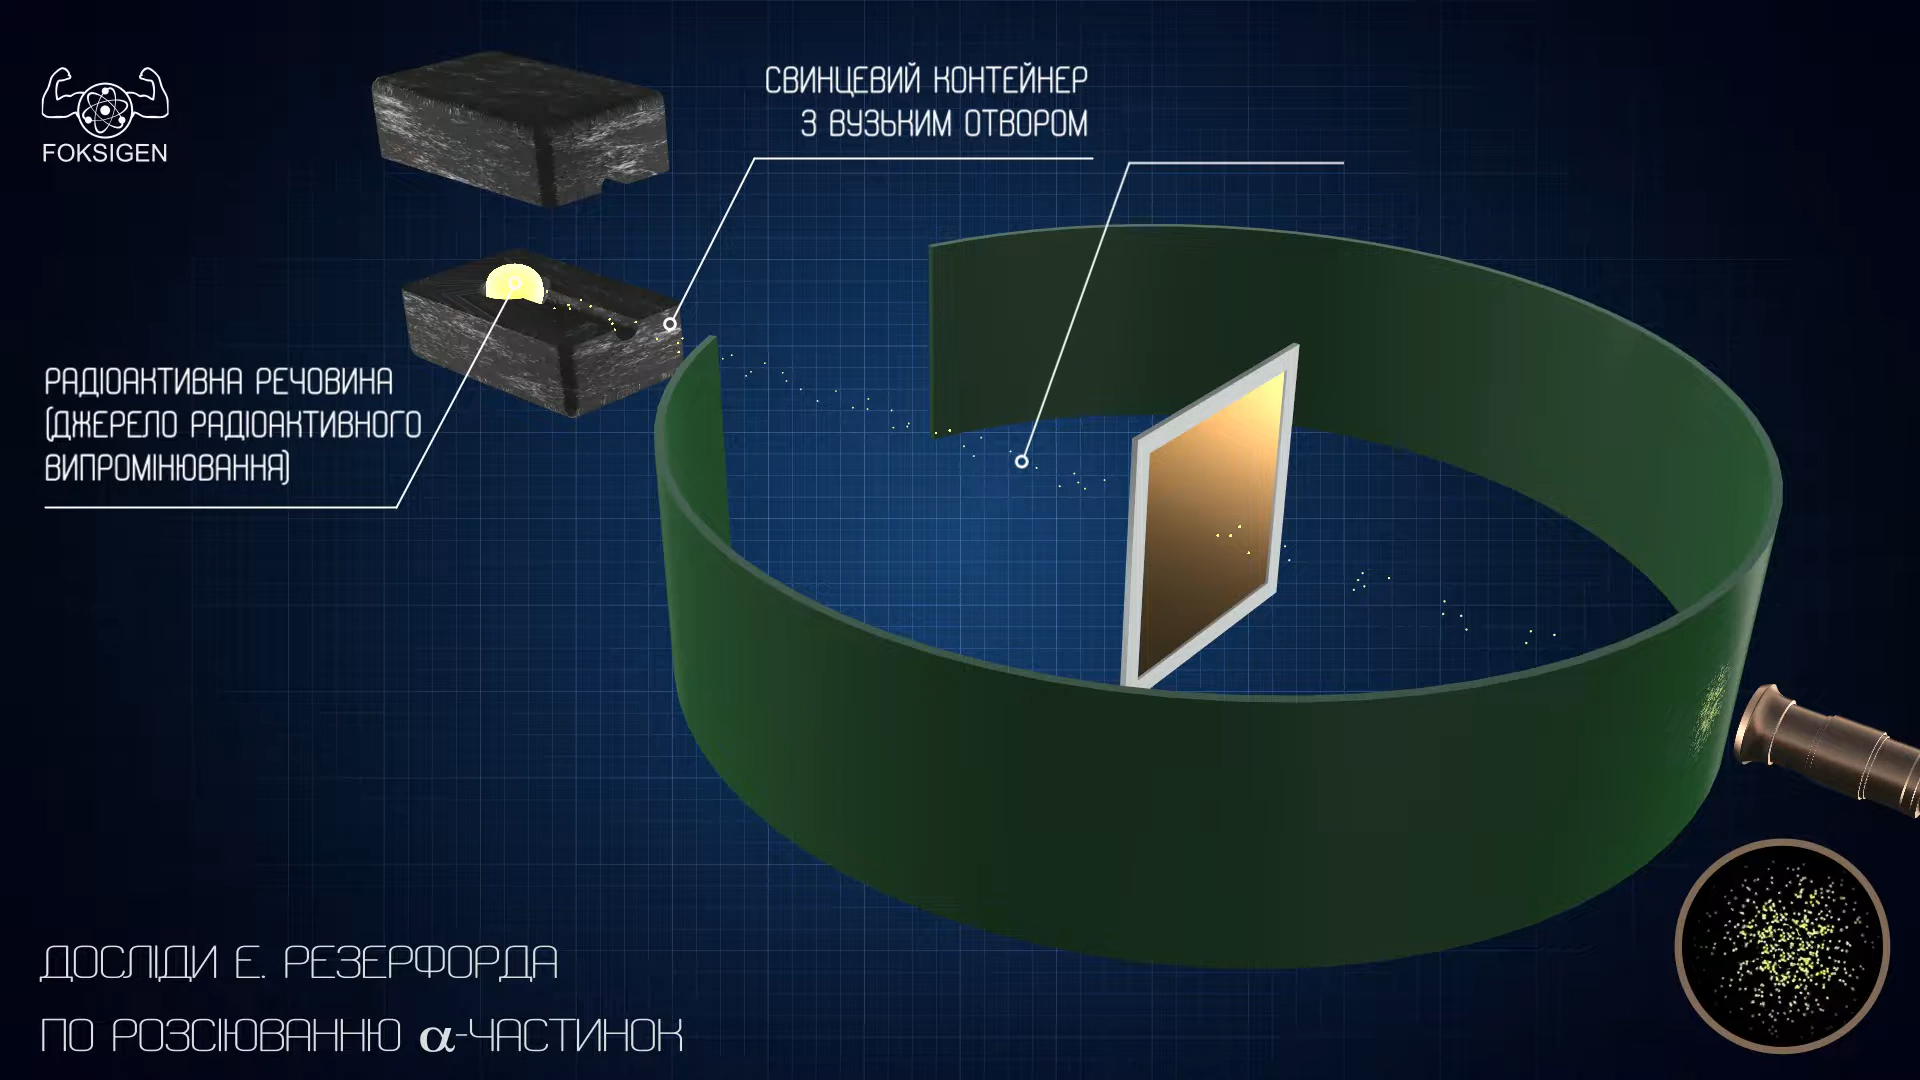 FOKSIGEN
СВИНЦЕВИЙ КОНТЕЙНЕР
З ВУЗЬКИМ ОТВОРОМ
РАДІОАКТИВНА РЕЧОВИНА
(ДЖЕРЕЛО РАДІОАКТИВНОГО
ВИПРОМІНЮВАННЯ)
ДОСЛІДИ Е. РЕЗЕРФОРДА
ПО РОЗСІЮВАННЮ α-ЧАСТИНОК